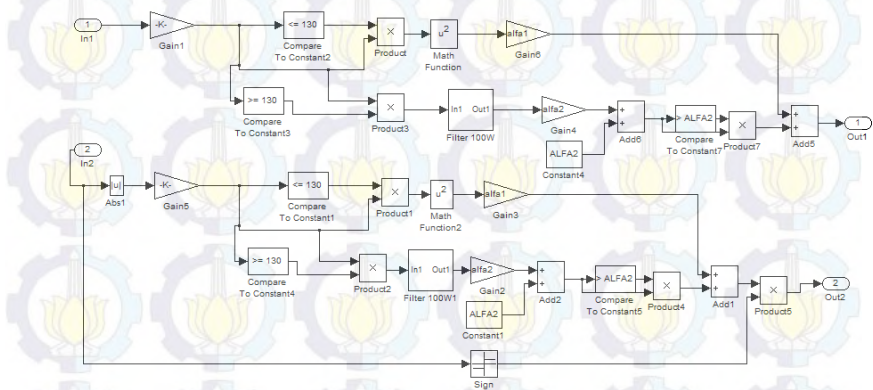 1
In1
-K-
Gain1
<= 130
Compare
To Constant2
×
Product
u²
Math
Function
alfa1
Gain6
>= 130
Compare
To Constant3
×
Product3
In1 Out1
Filter 100W
alfa2
Gain4
ALFA2
Constant4
+
+
Add6
> ALFA2
Compare
To Constant7
×
Product7
+
+
Add5
1
Out1
2
In2
|u|
Abs1
-K-
Gain5
<= 130
Compare
To Constant1
×
Product1
u²
Math
Function2
alfa1
Gain3
>= 130
Compare
To Constant4
×
Product2
In1 Out1
Filter 100W1
alfa2
Gain2
ALFA2
Constant1
+
+
Add2
> ALFA2
Compare
To Constant5
×
Product4
+
+
Add1
×
Product5
2
Out2
Sign